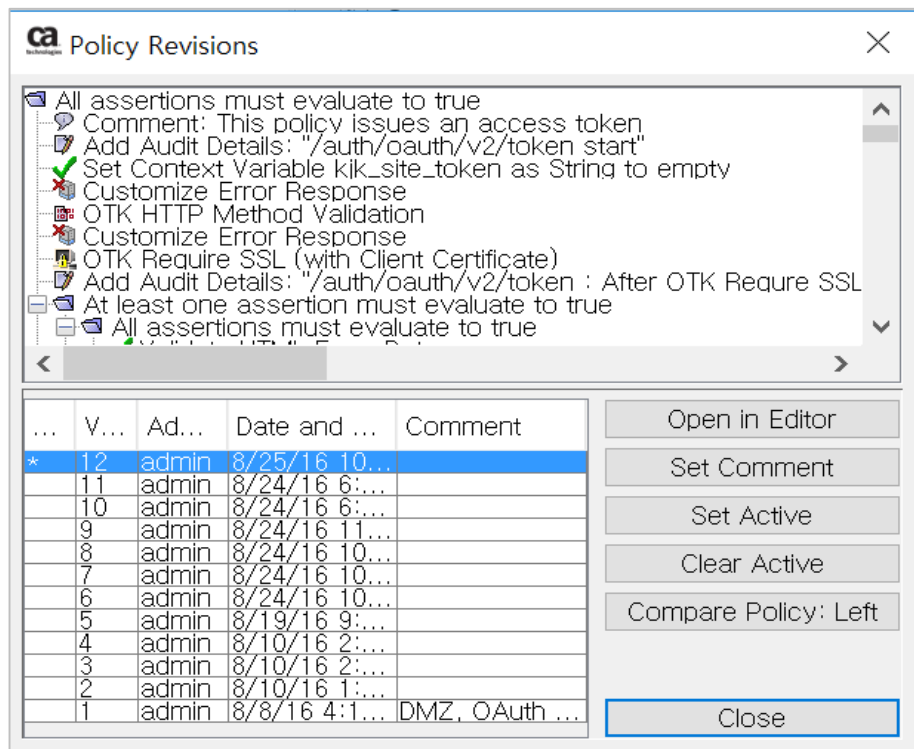 ca
technologies
Policy Revisions
All assertions must evaluate to true
Comment: This policy issues an access token
Add Audit Details: "/auth/oauth/v2/token start"
Set Context Variable kjk_site_token as String to empty
Customize Error Response
OTK HTTP Method Validation
Customize Error Response
OTK Require SSL (with Client Certificate)
Add Audit Details: "/auth/oauth/v2/token : After OTK Requre SSL
At least one assertion must evaluate to true
All assertions must evaluate to true
... V... Ad... Date and ... Comment
* 12 admin 8/25/16 10...
11 admin 8/24/16 6:...
10 admin 8/24/16 6:...
9 admin 8/24/16 11...
8 admin 8/24/16 10...
7 admin 8/24/16 10...
6 admin 8/24/16 10...
5 admin 8/19/16 9:...
4 admin 8/10/16 2:...
3 admin 8/10/16 2:...
2 admin 8/10/16 1:...
1 admin 8/8/16 4:1... DMZ, OAuth ...
Open in Editor
Set Comment
Set Active
Clear Active
Compare Policy: Left
Close